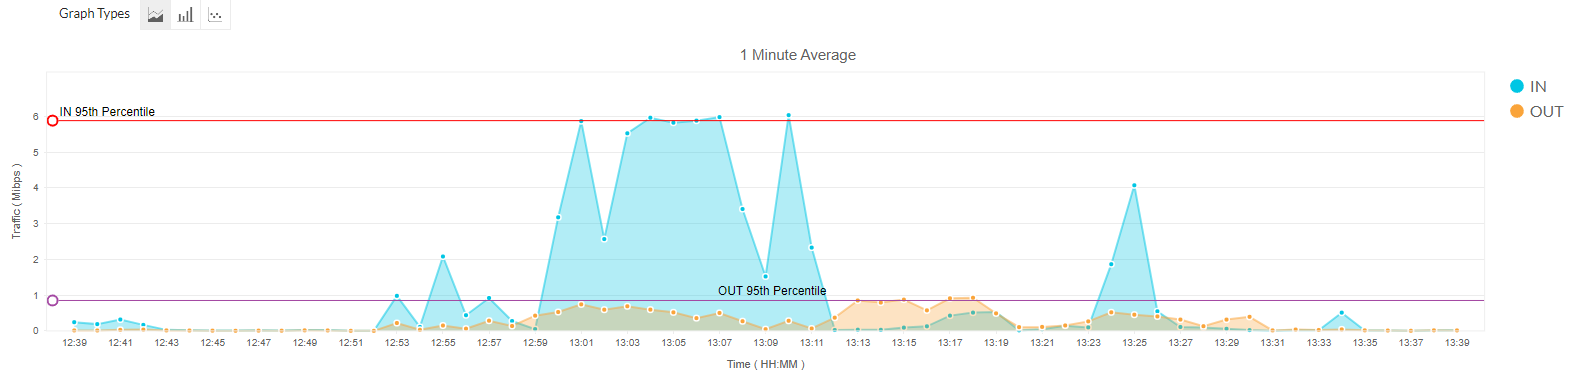 Graph Types
1 Minute Average
IN
OUT
IN 95th Percentile
OUT 95th Percentile
Traffic ( Mibps )
6
5
4
3
2
1
0
12:39 12:41 12:43 12:45 12:47 12:49 12:51 12:53 12:55 12:57 12:59 13:01 13:03 13:05 13:07 13:09 13:11 13:13 13:15 13:17 13:19 13:21 13:23 13:25 13:27 13:29 13:31 13:33 13:35 13:37 13:39
Time ( HH:MM )